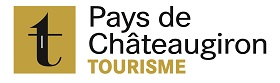 t
Pays de
Châteaugiron
TOURISME